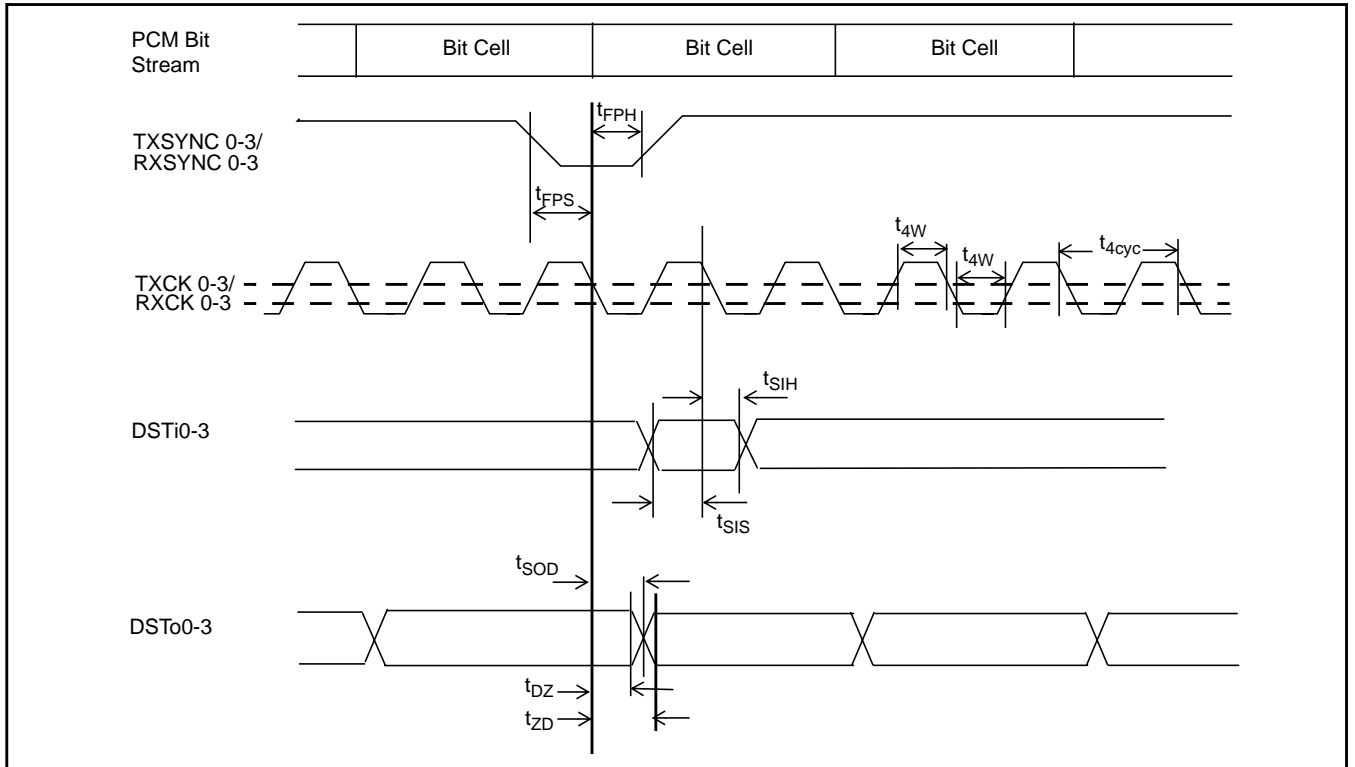 PCM Bit
Stream
Bit Cell
Bit Cell
Bit Cell
tFPH
TXSYNC 0-3/
RXSYNC 0-3
tFPS
t4W
t4W
t4cyc
TXCK 0-3/
RXCK 0-3
tSIH
DSTi0-3
tSIS
tSOD
DSTo0-3
tDZ
tZD